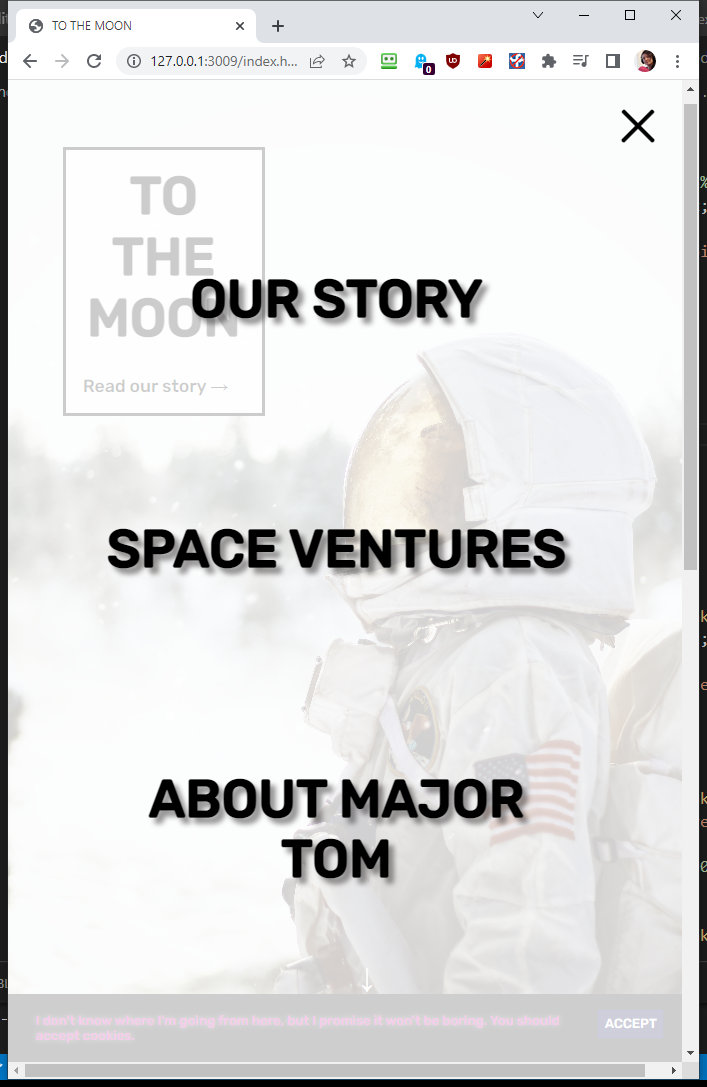 TO THE MOON
127.0.0.1:3009/index.h...
0
TO
THE
MOON
Read our story →
OUR STORY
SPACE VENTURES
ABOUT MAJOR
TOM
↓
I don't know where I'm going from here, but I promise it won't be boring. You should
accept cookies.
ACCEPT